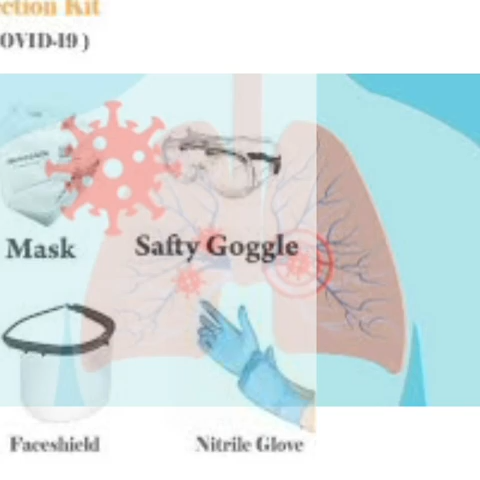 ction Kit
OVID-19 )
Mask
Safty Goggle
Faceshield
Nitrile Glove